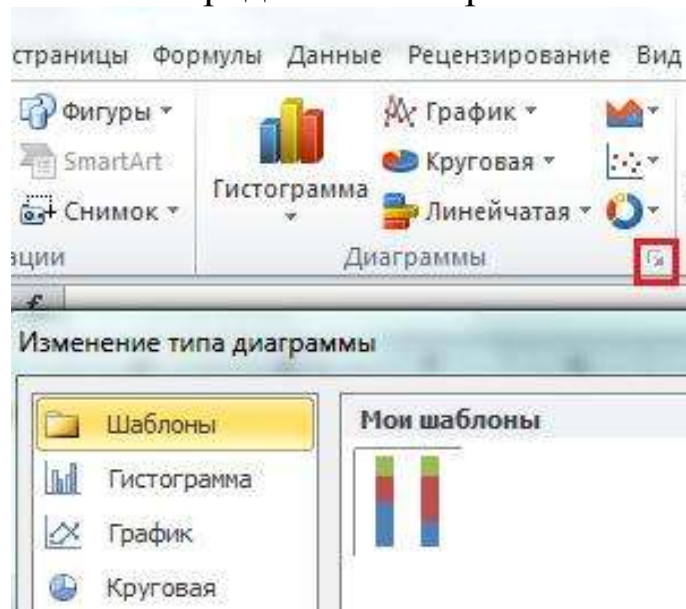 страницы Формулы Данные Рецензирование Вид
Фигуры График
SmartArt Гистограмма Круговая
Снимок Линейчатая
ции Диаграммы
Изменение типа диаграммы
Шаблоны Мои шаблоны
Гистограмма
График
Круговая